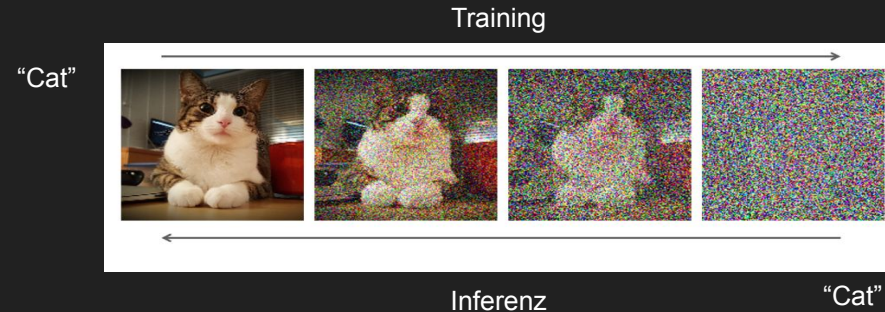 Training
“Cat”
Inferenz
“Cat”